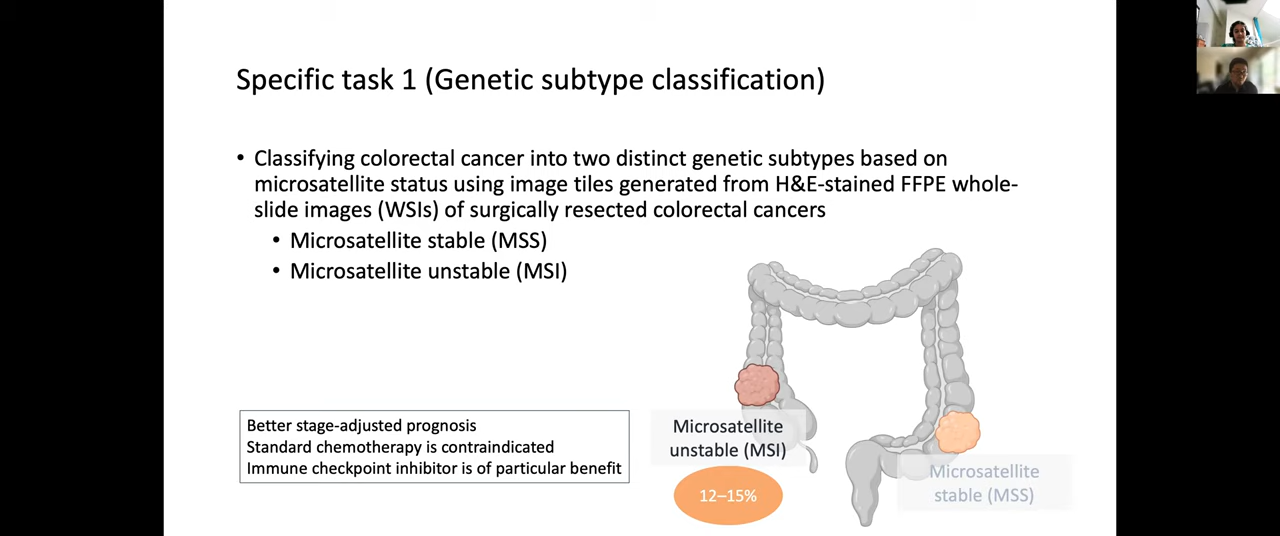 Specific task 1 (Genetic subtype classification)
• Classifying colorectal cancer into two distinct genetic subtypes based on
microsatellite status using image tiles generated from H&E-stained FFPE whole-
slide images (WSIs) of surgically resected colorectal cancers
• Microsatellite stable (MSS)
• Microsatellite unstable (MSI)
Better stage-adjusted prognosis
Standard chemotherapy is contraindicated
Immune checkpoint inhibitor is of particular benefit
Microsatellite
unstable (MSI)
12–15%
Microsatellite
stable (MSS)